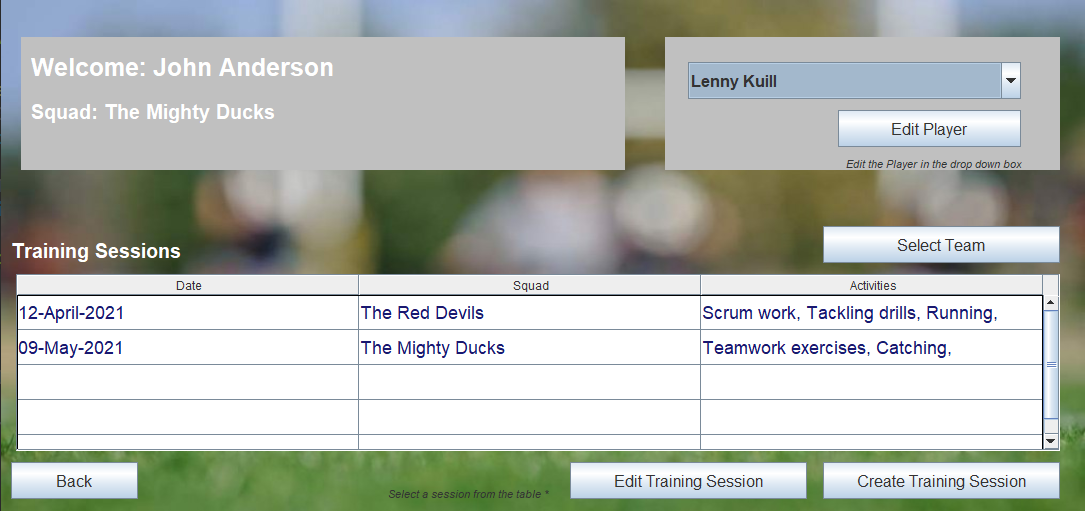 Welcome: John Anderson
Squad: The Mighty Ducks
Lenny Kuill
Edit Player
Edit the Player in the drop down box
Training Sessions
Select Team
Date Squad Activities
12-April-2021 The Red Devils Scrum work, Tackling drills, Running,
09-May-2021 The Mighty Ducks Teamwork exercises, Catching,
Back
Select a session from the table *
Edit Training Session
Create Training Session